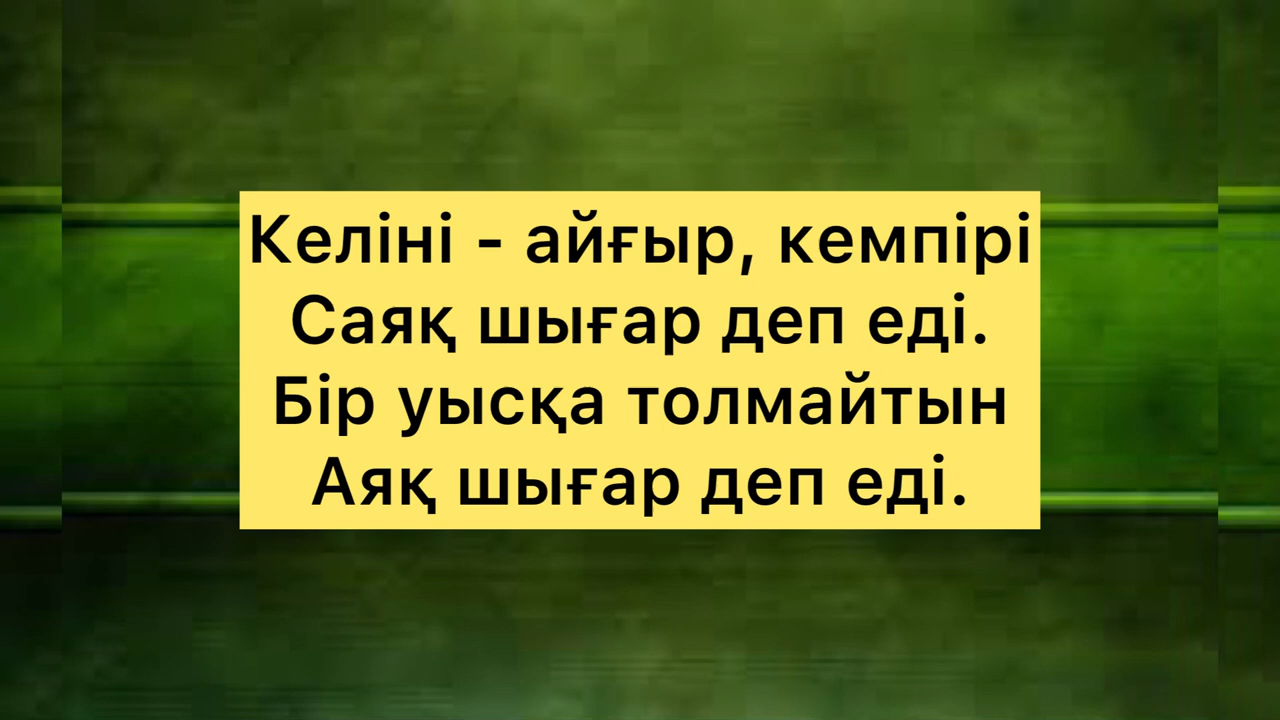 Келіні - айғыр, кемпірі
Саяқ шығар деп еді.
Бір уысқа толмайтын
Аяқ шығар деп еді.